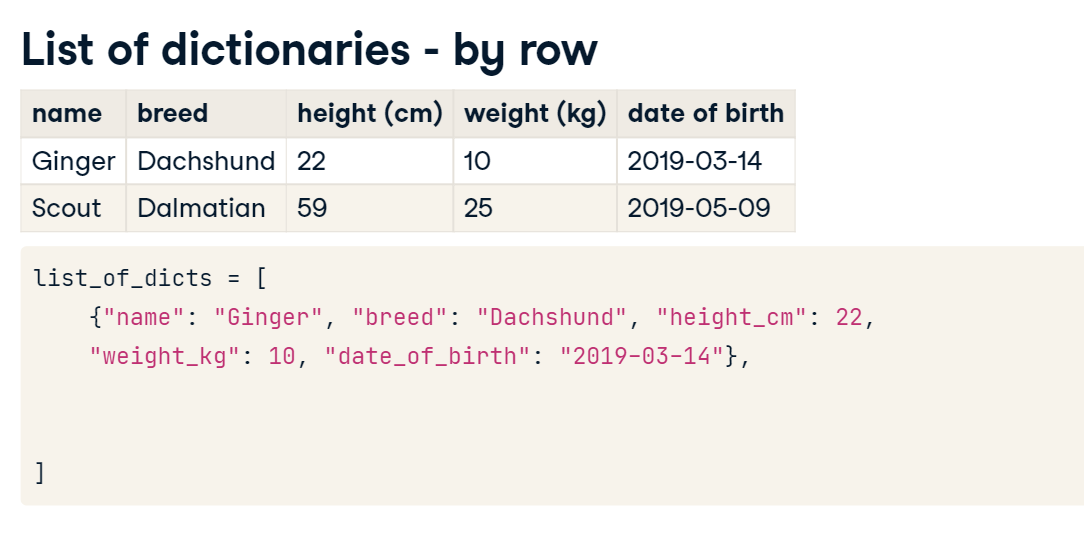 List of dictionaries - by row
name breed height (cm) weight (kg) date of birth
Ginger Dachshund 22 10 2019-03-14
Scout Dalmatian 59 25 2019-05-09
list_of_dicts = [
    {"name": "Ginger", "breed": "Dachshund", "height_cm": 22,
    "weight_kg": 10, "date_of_birth": "2019-03-14"},
]